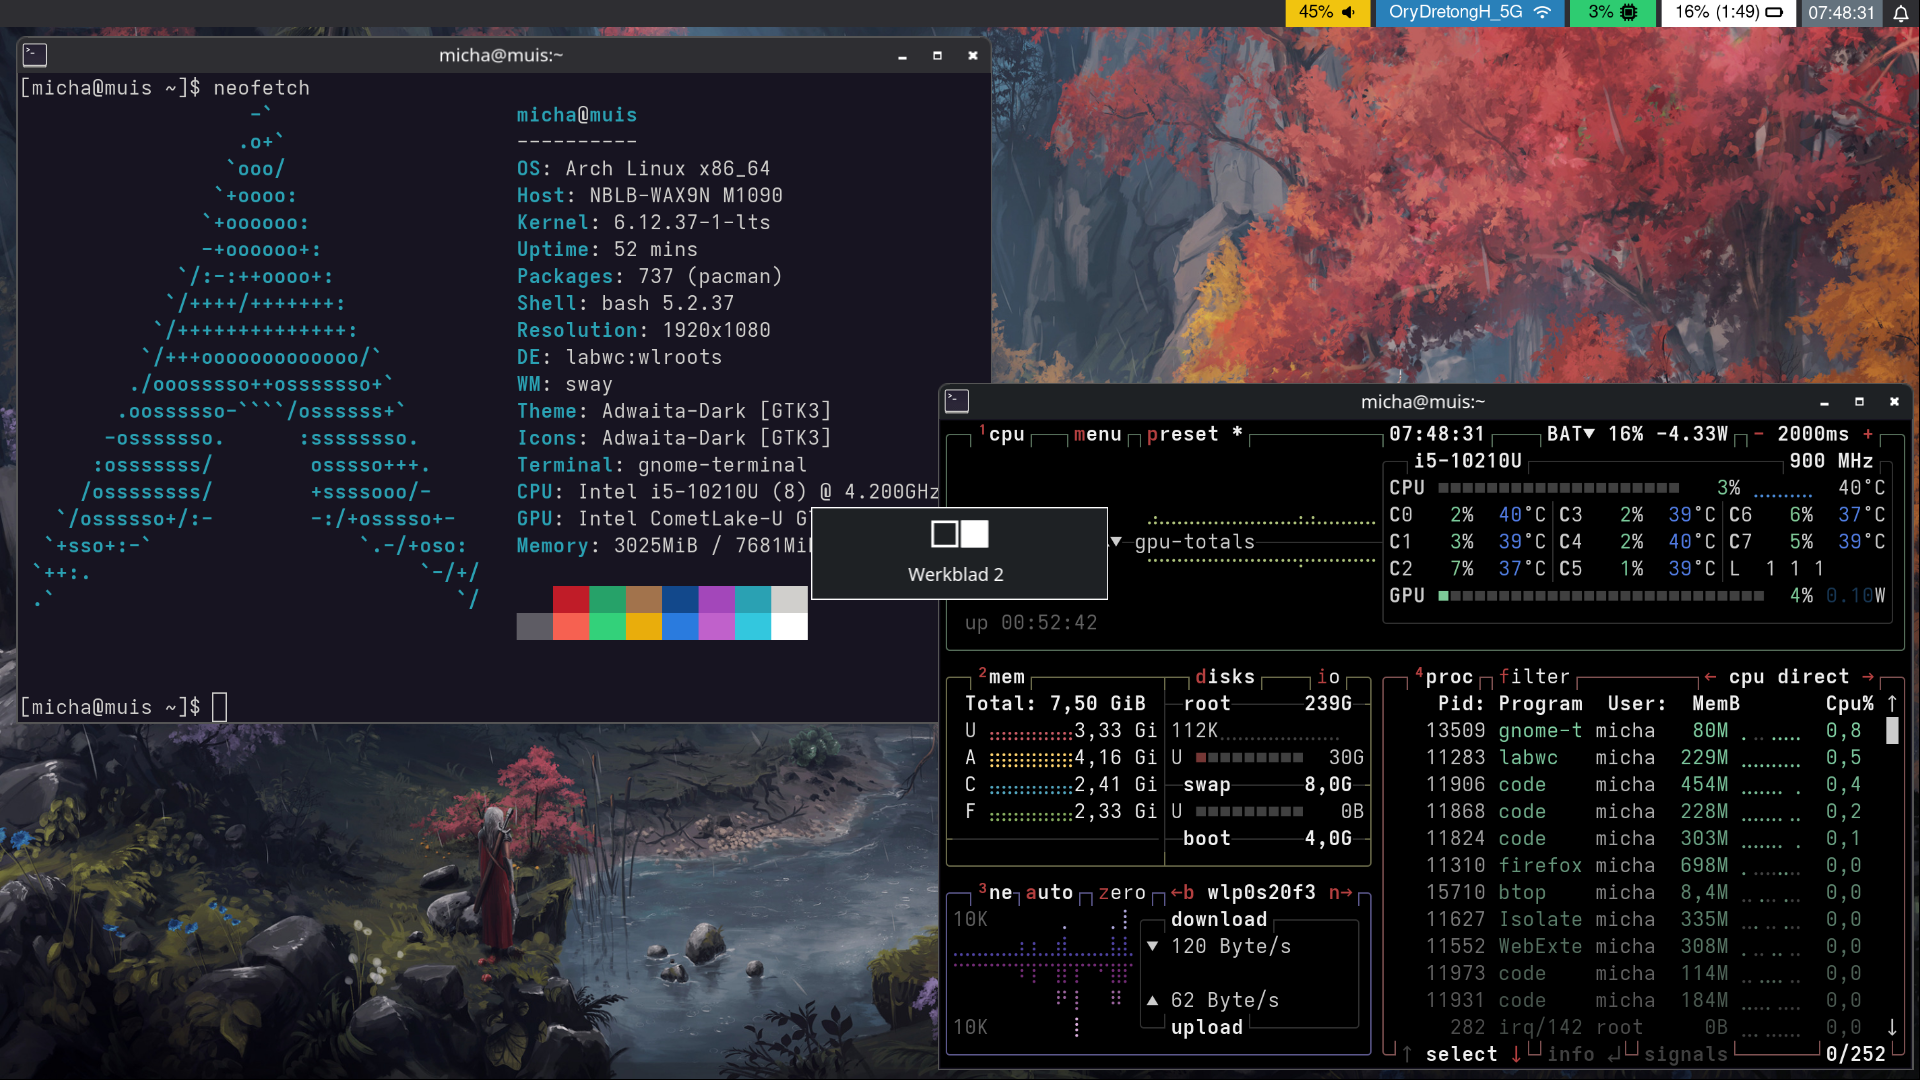 45%
OryDretongH_5G
3%
16% (1:49)
07:48:31
micha@muis:~
[micha@muis ~]$ neofetch
-`
.o+`
`ooo/
`+oooo:
`+oooooo:
-+oooooo+:
`/:-:++oooo+:
`/++++/+++++++:
`/++++++++++++++:
`/+++ooooooooooooo/`
./ooosssso++osssssso+`
.oossssso-````/ossssss+`
-osssssso.      :ssssssso.
:osssssss/        osssso+++.
/ossssssss/        +ssssooo/-
`/ossssso+/:-        -:/+osssso+-
`+sso+:-`                 `.-/+oso:
`++:.                           `-/+/
.`                                 `/
micha@muis
----------
OS: Arch Linux x86_64
Host: NBLB-WAX9N M1090
Kernel: 6.12.37-1-lts
Uptime: 52 mins
Packages: 737 (pacman)
Shell: bash 5.2.37
Resolution: 1920x1080
DE: labwc:wlroots
WM: sway
Theme: Adwaita-Dark [GTK3]
Icons: Adwaita-Dark [GTK3]
Terminal: gnome-terminal
CPU: Intel i5-10210U (8) @ 4.200GHz
GPU: Intel CometLake-U
Memory: 3025MiB / 7681Mi
[micha@muis ~]$
Werkblad 2
micha@muis:~
1cpu menu preset * 07:48:31 BAT▼ 16% -4.33W - 2000ms +
i5-10210U 900 MHz
CPU 3% 40°C
C0 2% 40°C C3 2% 39°C C6 6% 37°C
C1 3% 39°C C4 2% 40°C C7 5% 39°C
C2 7% 37°C C5 1% 39°C L 1 1 1
GPU 4% 0.10W
▼ gpu-totals
up 00:52:42
2mem disks io
Total: 7,50 GiB
U 3,33 Gi
A 4,16 Gi
C 2,41 Gi
F 2,33 Gi
root 239G
112K
U 30G
swap 8,0G
U 0B
boot 4,0G
3ne auto zero ←b wlp0s20f3 n→
10K
10K
download
▼ 120 Byte/s
▲ 62 Byte/s
upload
4proc filter ← cpu direct →
Pid: Program User: MemB Cpu% ↑
13509 gnome-t micha 80M 0,8
11283 labwc micha 229M 0,5
11906 code micha 454M 0,4
11868 code micha 228M 0,2
11824 code micha 303M 0,1
11310 firefox micha 698M 0,0
15710 btop micha 8,4M 0,0
11627 Isolate micha 335M 0,0
11552 WebExte micha 308M 0,0
11973 code micha 114M 0,0
11931 code micha 184M 0,0
282 irq/142 root 0B 0,0 ↓
↑ select ↓ info ↲ signals 0/252